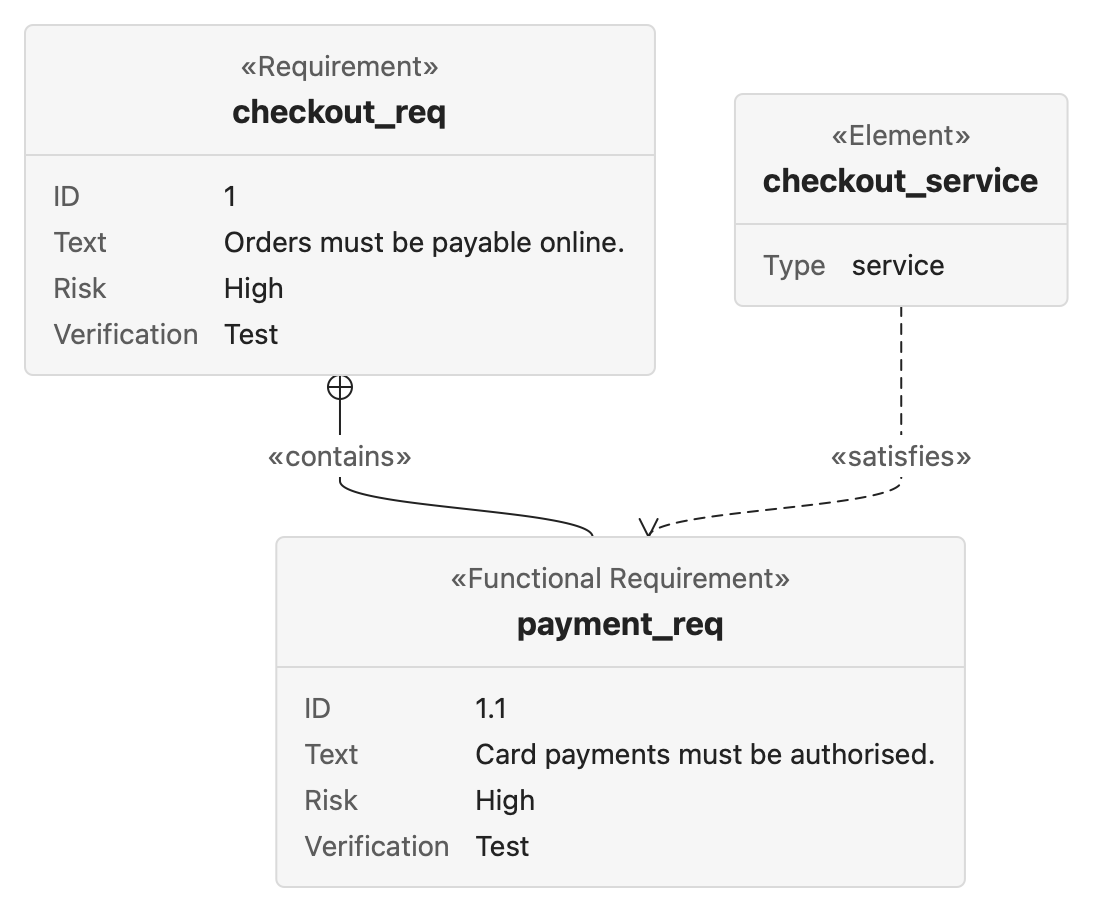 «Requirement»
checkout_req
ID 1
Text Orders must be payable online.
Risk High
Verification Test
«Element»
checkout_service
Type service
«contains»
«satisfies»
«Functional Requirement»
payment_req
ID 1.1
Text Card payments must be authorised.
Risk High
Verification Test